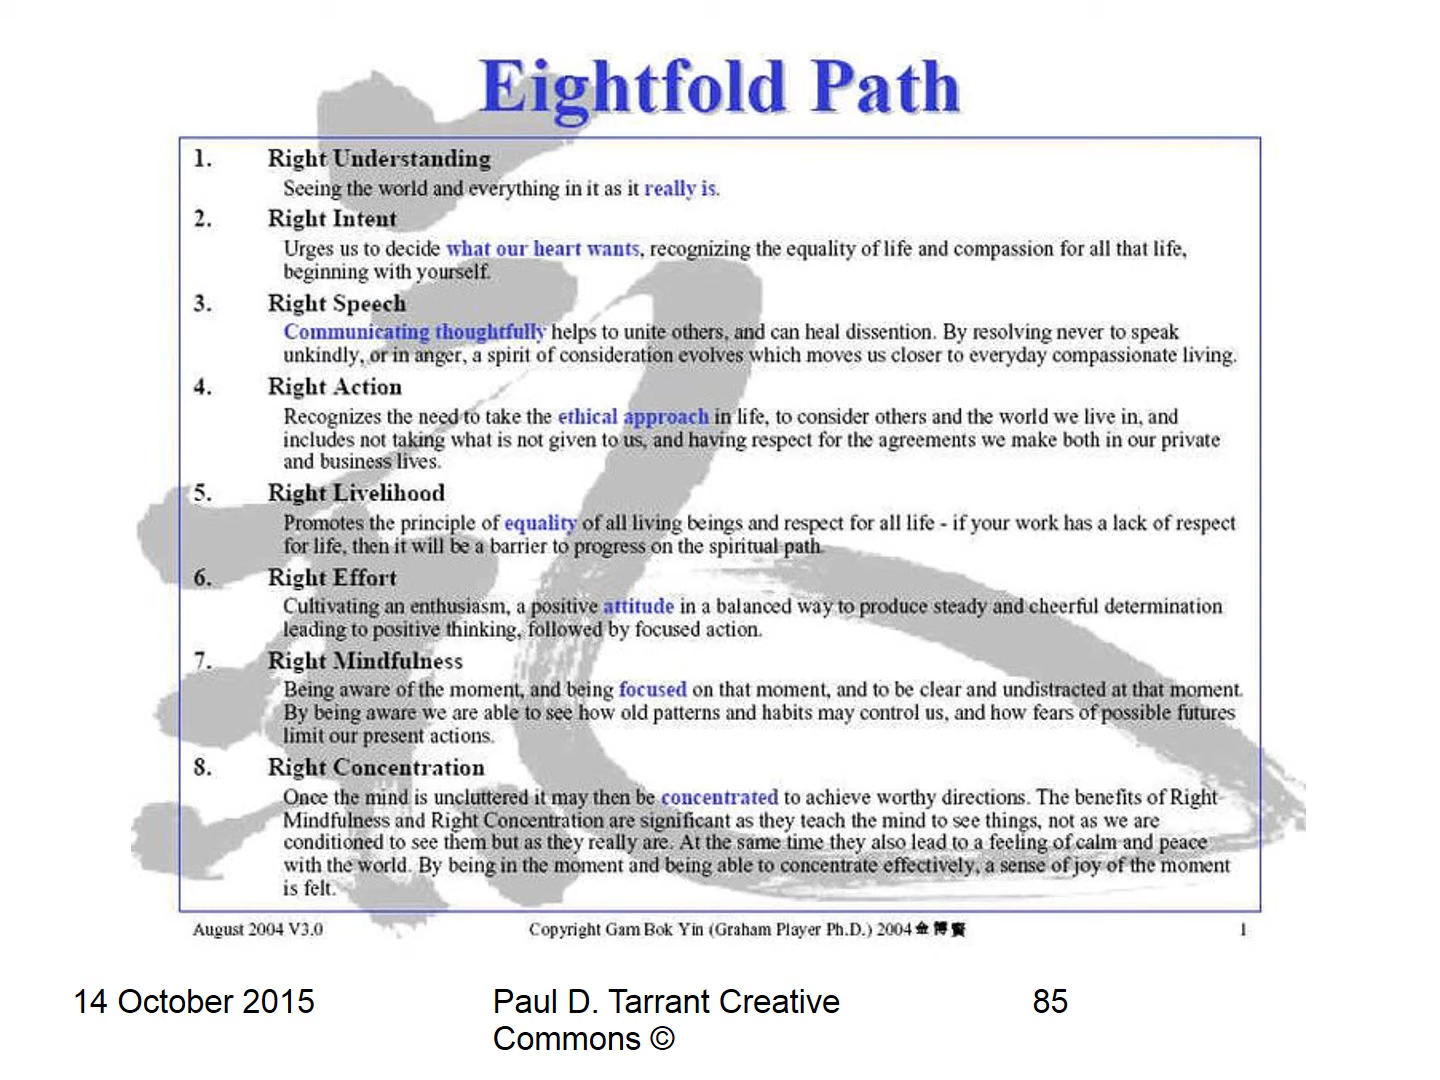 Eightfold Path
1. Right Understanding
Seeing the world and everything in it as it really is.
2. Right Intent
Urges us to decide what our heart wants, recognizing the equality of life and compassion for all that life,
beginning with yourself.
3. Right Speech
Communicating thoughtfully helps to unite others, and can heal dissention. By resolving never to speak
unkindly, or in anger, a spirit of consideration evolves which moves us closer to everyday compassionate living.
4. Right Action
Recognizes the need to take the ethical approach in life, to consider others and the world we live in, and
includes not taking what is not given to us, and having respect for the agreements we make both in our private
and business lives.
5. Right Livelihood
Promotes the principle of equality of all living beings and respect for all life - if your work has a lack of respect
for life, then it will be a barrier to progress on the spiritual path.
6. Right Effort
Cultivating an enthusiasm, a positive attitude in a balanced way to produce steady and cheerful determination
leading to positive thinking, followed by focused action.
7. Right Mindfulness
Being aware of the moment, and being focused on that moment, and to be clear and undistracted at that moment.
By being aware we are able to see how old patterns and habits may control us, and how fears of possible futures
limit our present actions.
8. Right Concentration
Once the mind is uncluttered it may then be concentrated to achieve worthy directions. The benefits of Right
Mindfulness and Right Concentration are significant as they teach the mind to see things, not as we are
conditioned to see them but as they really are. At the same time they also lead to a feeling of calm and peace
with the world. By being in the moment and being able to concentrate effectively, a sense of joy of the moment
is felt.
August 2004 V3.0 Copyright Gam Bok Yin (Graham Player Ph.D.) 2004 金博賢 1
14 October 2015 Paul D. Tarrant Creative 85
Commons ©